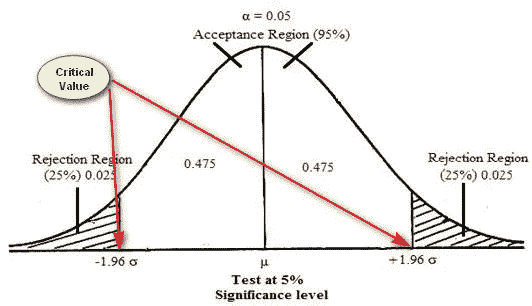 α = 0.05
Acceptance Region (95%)
Critical
Value
Rejection Region
(25%) 0.025
0.475
0.475
Rejection Region
(25%) 0.025
-1.96 σ
μ
+1.96 σ
Test at 5%
Significance level